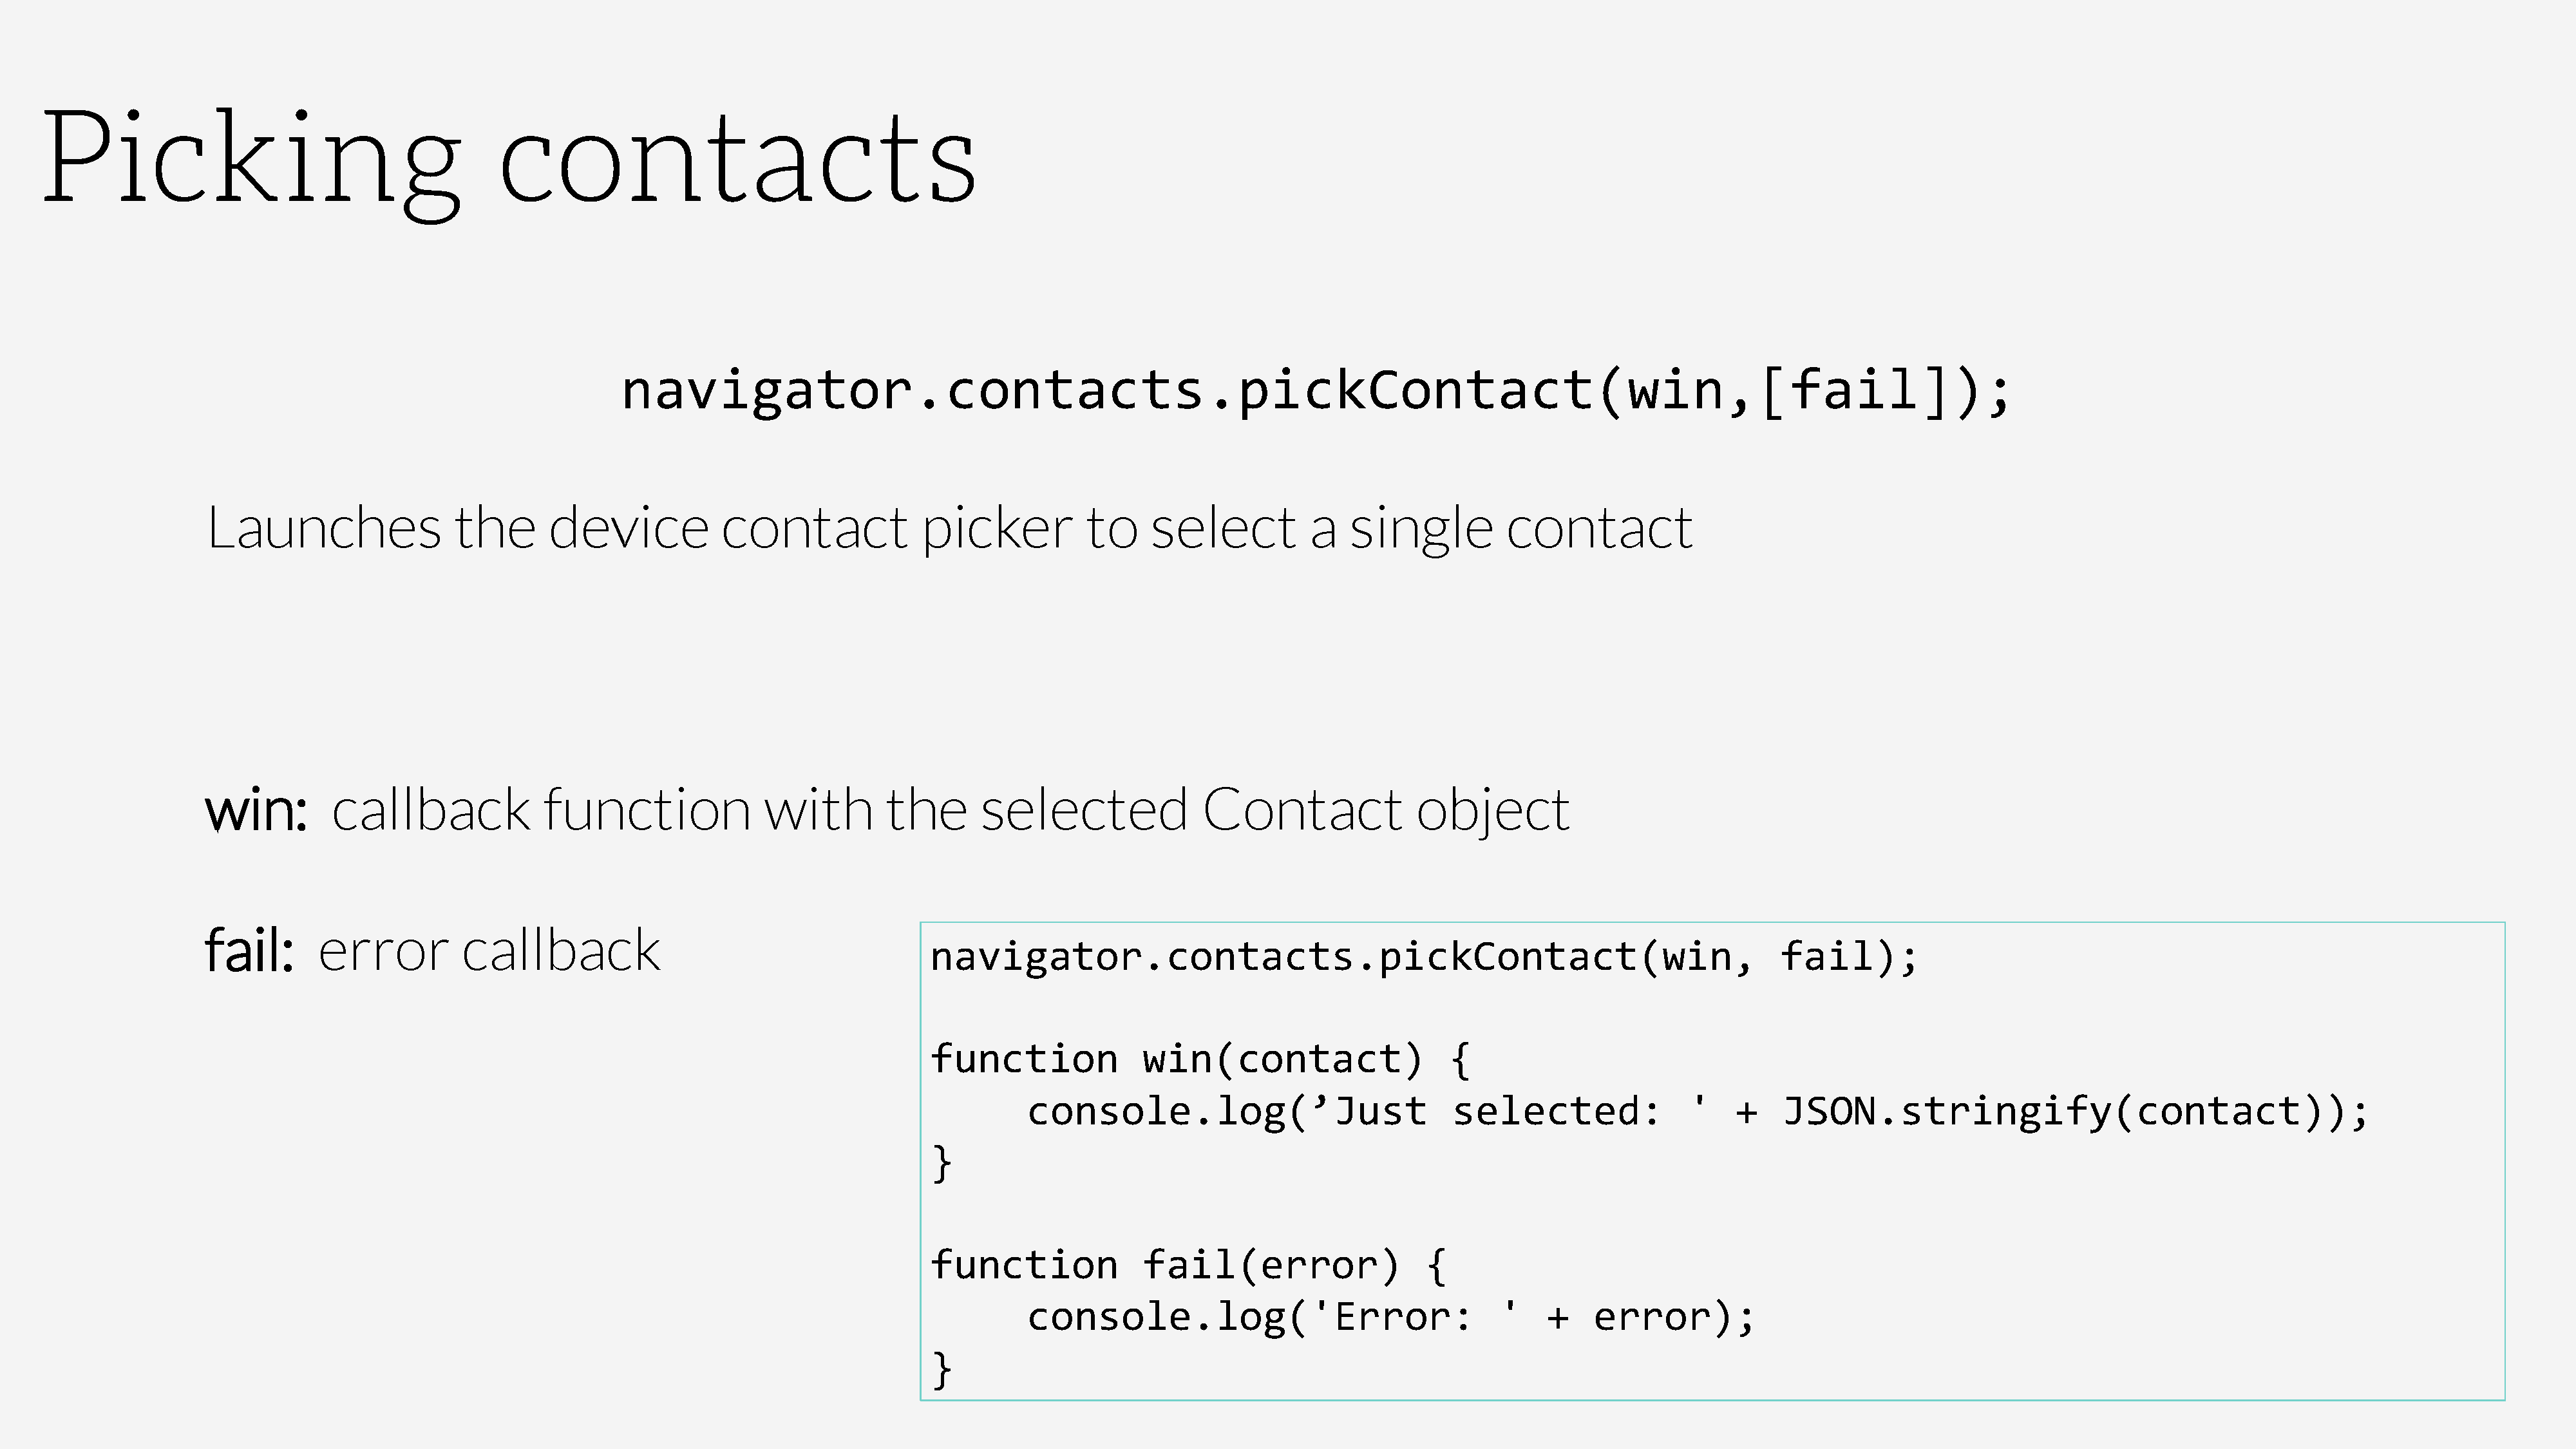 Picking contacts
navigator.contacts.pickContact(win,[fail]);
Launches the device contact picker to select a single contact
win: callback function with the selected Contact object
fail: error callback
navigator.contacts.pickContact(win, fail);
function win(contact) {
    console.log(’Just selected: ' + JSON.stringify(contact));
}
function fail(error) {
    console.log('Error: ' + error);
}